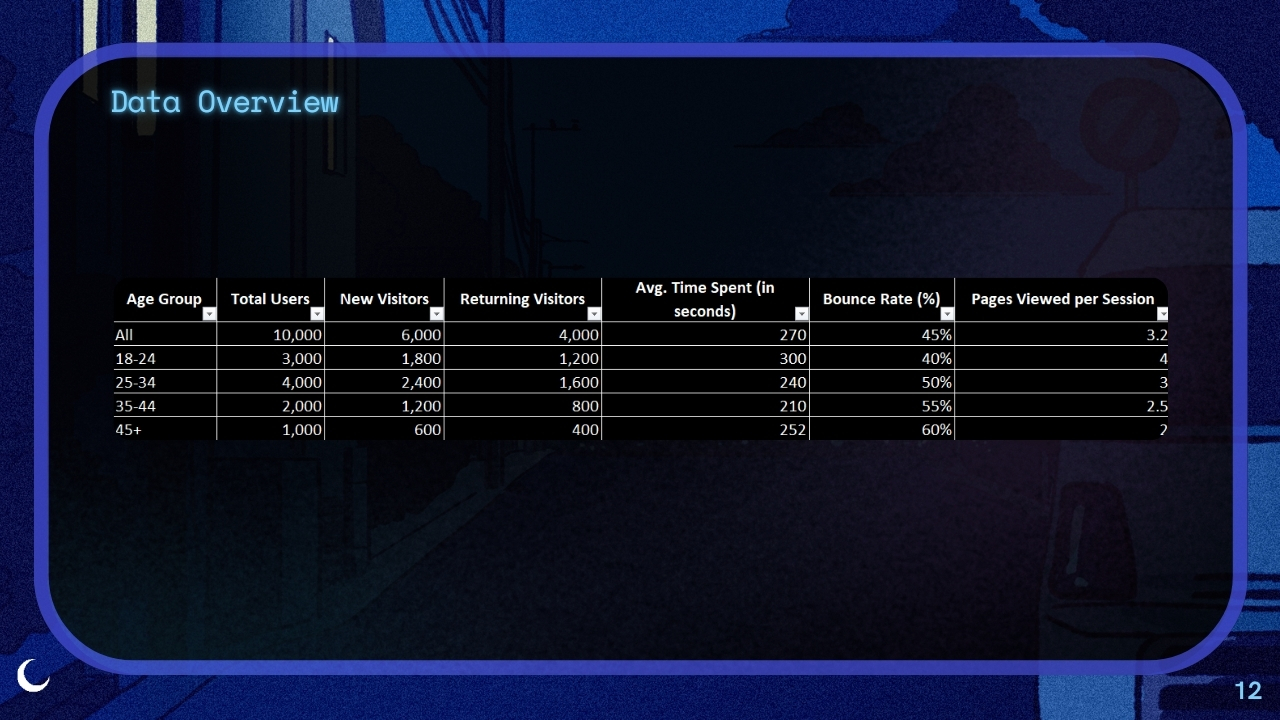 Data Overview
Age Group Total Users New Visitors Returning Visitors Avg. Time Spent (in seconds) Bounce Rate (%) Pages Viewed per Session
All 10,000 6,000 4,000 270 45% 3.2
18-24 3,000 1,800 1,200 300 40% 4
25-34 4,000 2,400 1,600 240 50% 3
35-44 2,000 1,200 800 210 55% 2.5
45+ 1,000 600 400 252 60% 2
12